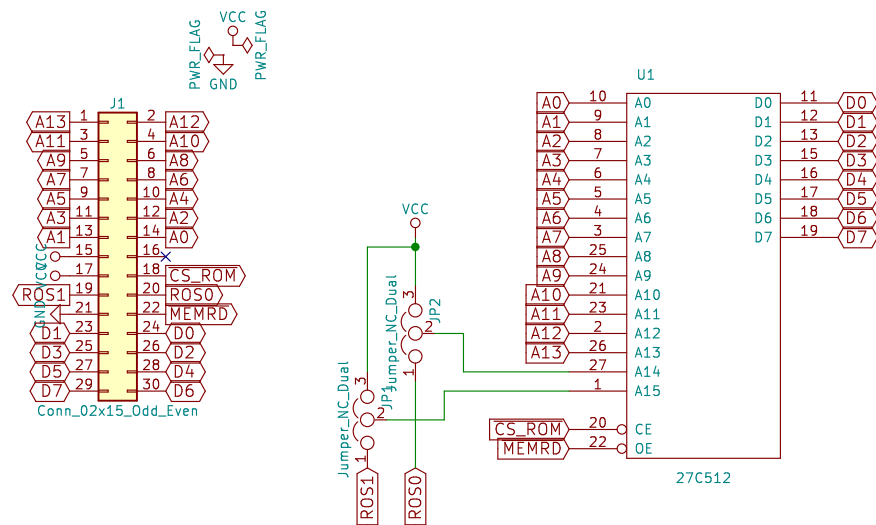 PWR_FLAG
VCC
PWR_FLAG
GND
U1
J1
A13 1 2 A12
A11 3 4 A10
A9 5 6 A8
A7 7 8 A6
A5 9 10 A4
A3 11 12 A2
A1 13 14 A0
VCC 15 16
VCC 17 18 CS_ROM
ROS1 19 20 ROS0
GND 21 22 MEMRD
D1 23 24 D0
D3 25 26 D2
D5 27 28 D4
D7 29 30 D6
Conn_02x15_Odd_Even
VCC
3
2
1
JP2
Jumper_NC_Dual
3
2
1
JP1
Jumper_NC_Dual
ROS1
ROS0
A0 10 A0 D0 11 D0
A1 9 A1 D1 12 D1
A2 8 A2 D2 13 D2
A3 7 A3 D3 15 D3
A4 6 A4 D4 16 D4
A5 5 A5 D5 17 D5
A6 4 A6 D6 18 D6
A7 3 A7 D7 19 D7
A8 25 A8
A9 24 A9
A10 21 A10
A11 23 A11
A12 2 A12
A13 26 A13
27 A14
1 A15
CS_ROM 20 CE
MEMRD 22 OE
27C512